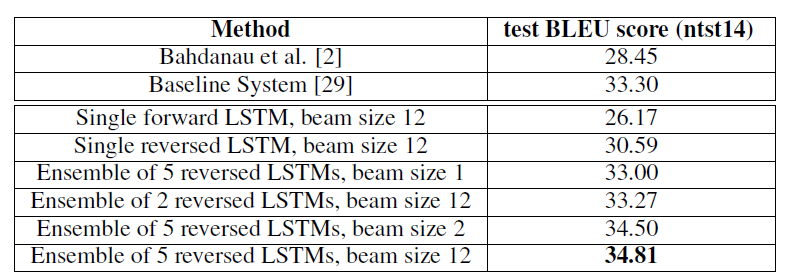 Method test BLEU score (ntst14)
Bahdanau et al. [2] 28.45
Baseline System [29] 33.30
Single forward LSTM, beam size 12 26.17
Single reversed LSTM, beam size 12 30.59
Ensemble of 5 reversed LSTMs, beam size 1 33.00
Ensemble of 2 reversed LSTMs, beam size 12 33.27
Ensemble of 5 reversed LSTMs, beam size 2 34.50
Ensemble of 5 reversed LSTMs, beam size 12 34.81